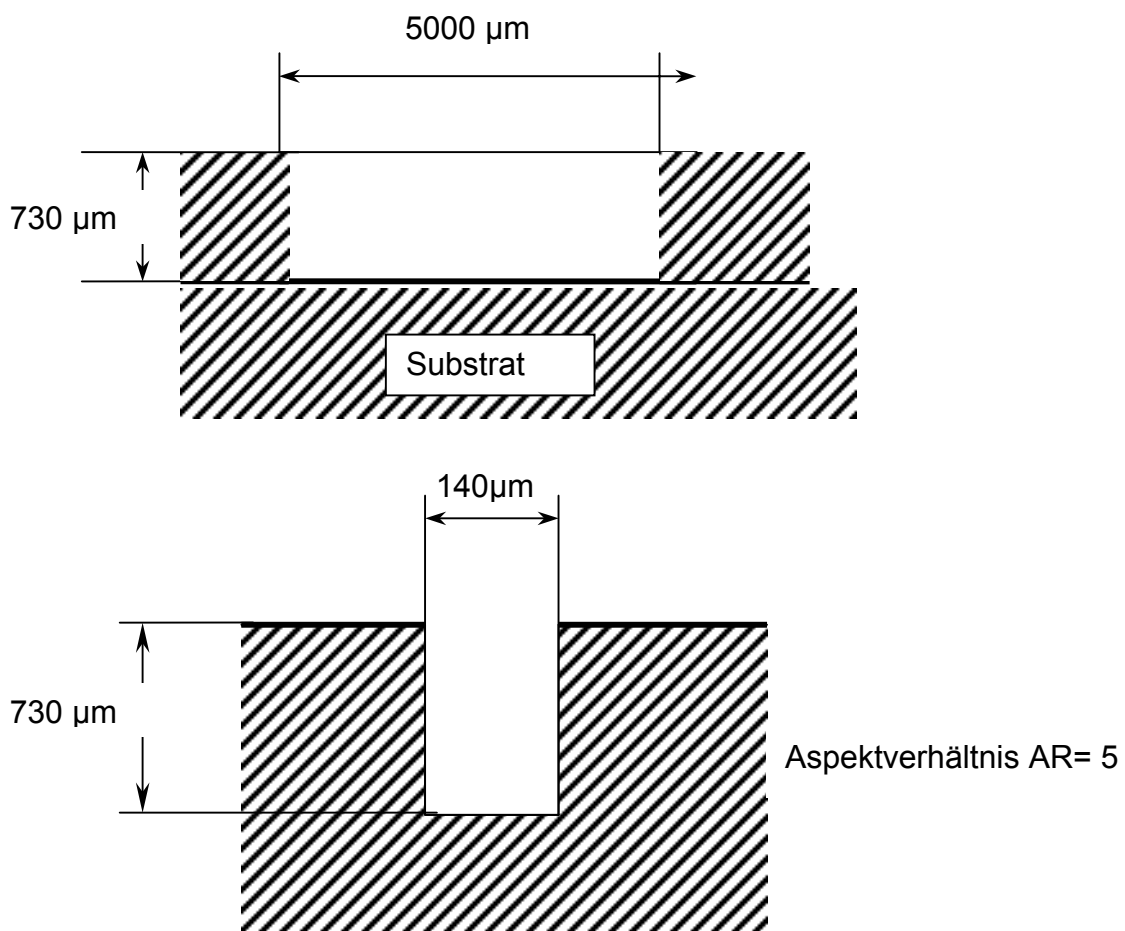 5000 µm
730 µm
Substrat
140µm
730 µm
Aspektverhältnis AR= 5